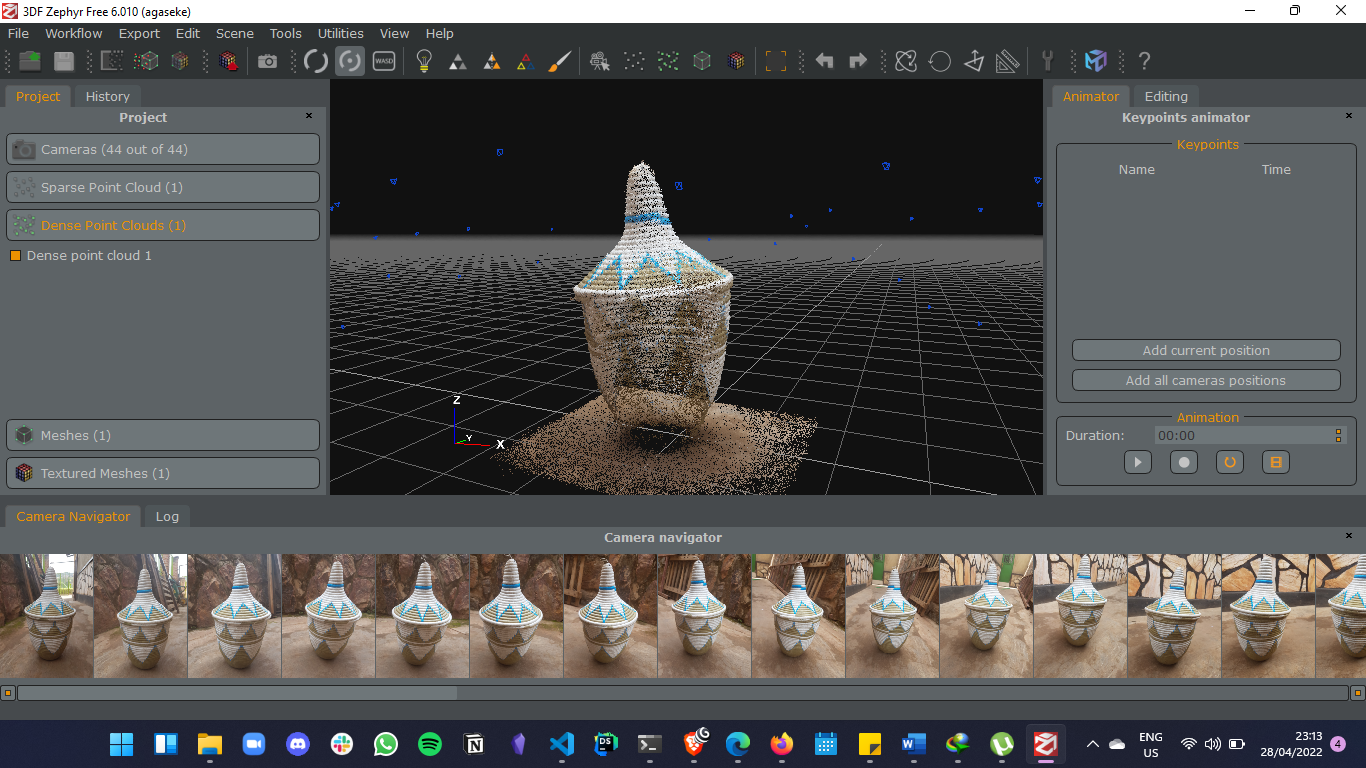 3DF Zephyr Free 6.010 (agaseke)
File Workflow Export Edit Scene Tools Utilities View Help
WASD
Project History
Project
Cameras (44 out of 44)
Sparse Point Cloud (1)
Dense Point Clouds (1)
Dense point cloud 1
Meshes (1)
Textured Meshes (1)
Z
Y
X
Animator Editing
Keypoints animator
Keypoints
Name Time
Add current position
Add all cameras positions
Animation
Duration: 00:00
Camera Navigator Log
Camera navigator
DS
ENG
US
23:13
28/04/2022
4